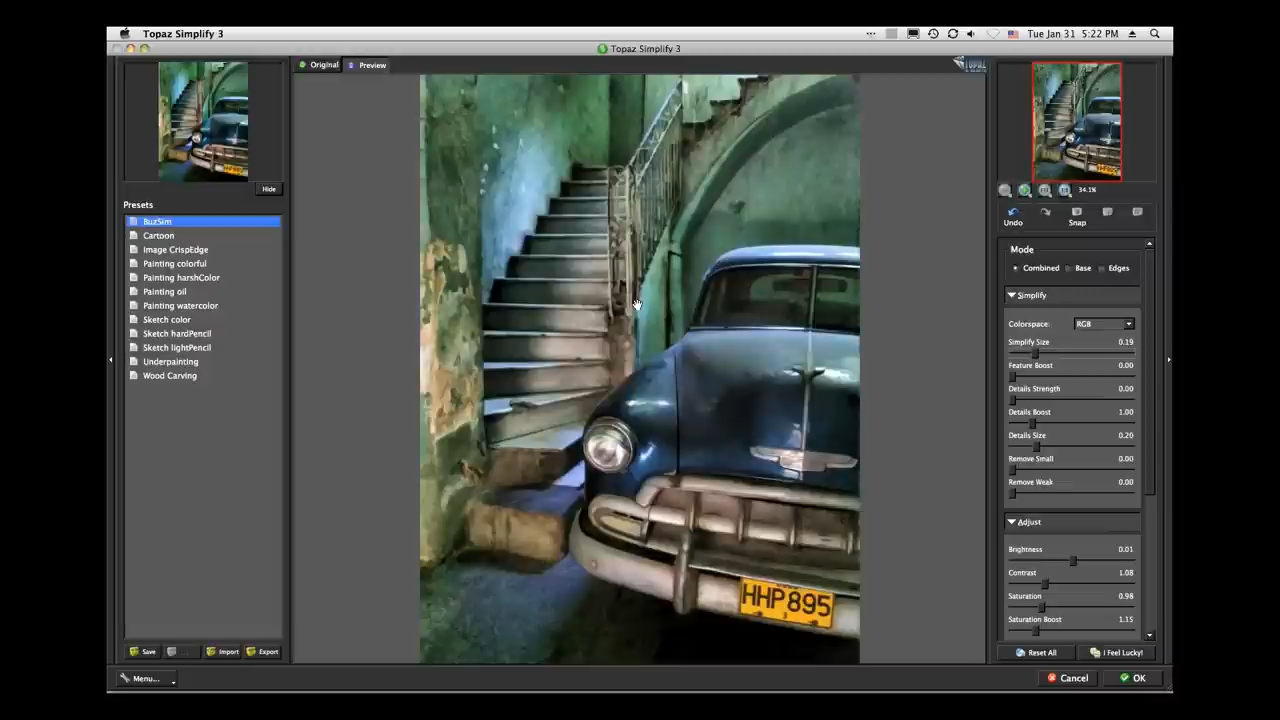 Topaz Simplify 3
Tue Jan 31 5:22 PM
Topaz Simplify 3
Original
Preview
TOPAZ
Hide
34.1%
Presets
BuzSim
Cartoon
Image CrispEdge
Painting colorful
Painting harshColor
Painting oil
Painting watercolor
Sketch color
Sketch hardPencil
Sketch lightPencil
Underpainting
Wood Carving
Undo
Snap
Mode
Combined
Base
Edges
Simplify
Colorspace: RGB
Simplify Size 0.19
Feature Boost 0.00
Details Strength 0.00
Details Boost 1.00
Details Size 0.20
Remove Small 0.00
Remove Weak 0.00
Adjust
Brightness 0.01
Contrast 1.08
Saturation 0.98
Saturation Boost 1.15
HHP895
Save
...
Import
Export
Reset All
I Feel Lucky!
Menu...
Cancel
OK